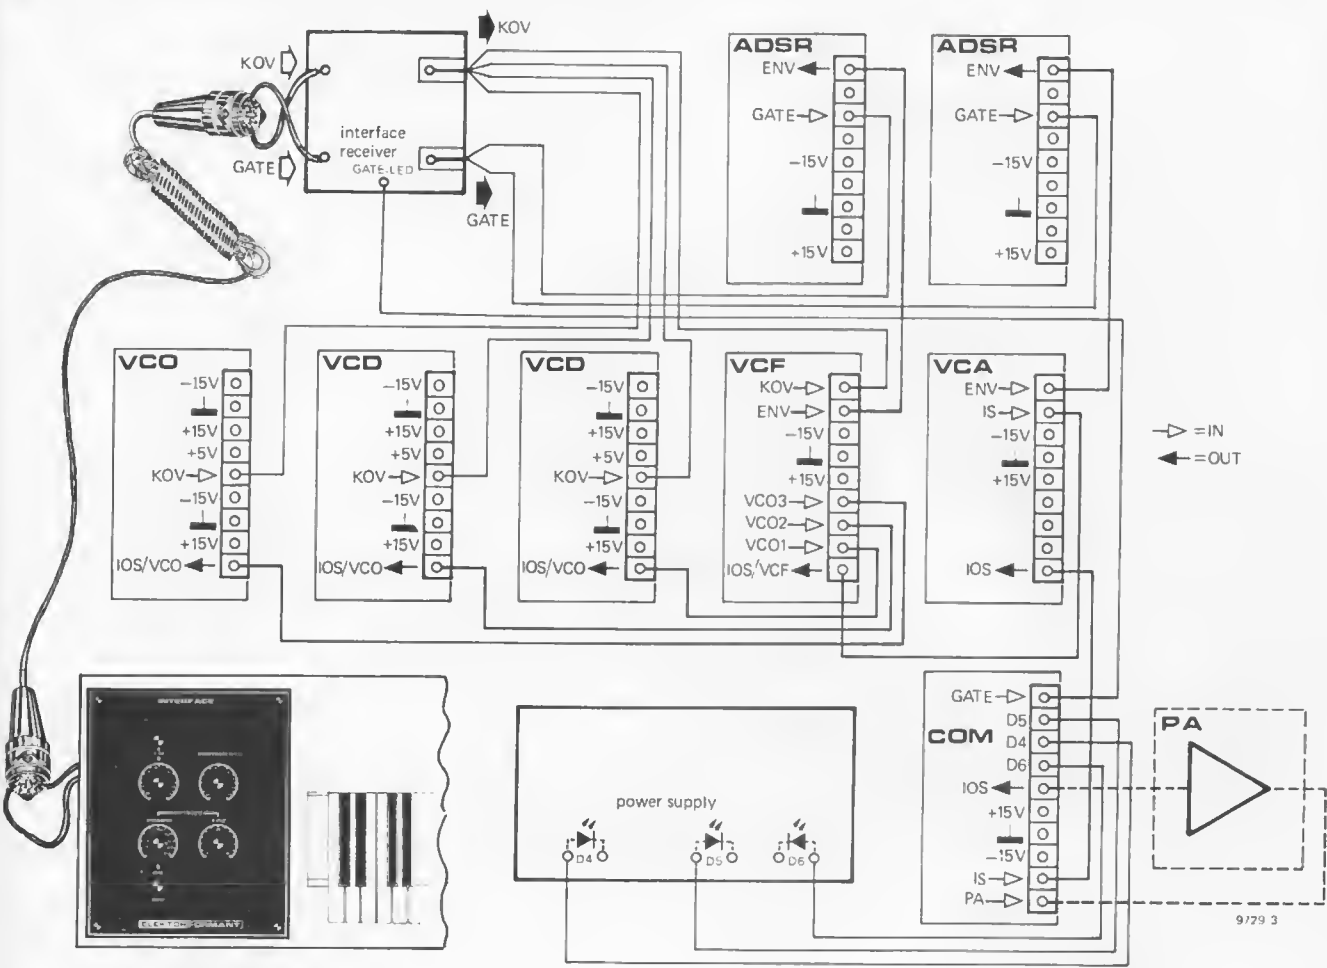 KOV
KOV
GATE
interface
receiver
GATE-LED
GATE
ADSR
ENV
GATE
−15V
+15V
ADSR
ENV
GATE
−15V
+15V
VCO
−15V
+15V
+5V
KOV
−15V
+15V
IOS/VCO
VCO
−15V
+15V
+5V
KOV
−15V
+15V
IOS/VCO
VCO
−15V
+15V
+5V
KOV
−15V
+15V
IOS/VCO
VCF
KOV
ENV
−15V
+15V
VCO3
VCO2
VCO1
IOS/VCF
VCA
ENV
IS
−15V
+15V
IOS
=IN
=OUT
INTERFACE
ELEKTOR FORMANT
power supply
D4
D5
D6
COM
GATE
D5
D4
D6
IOS
+15V
−15V
IS
PA
PA
9729 3